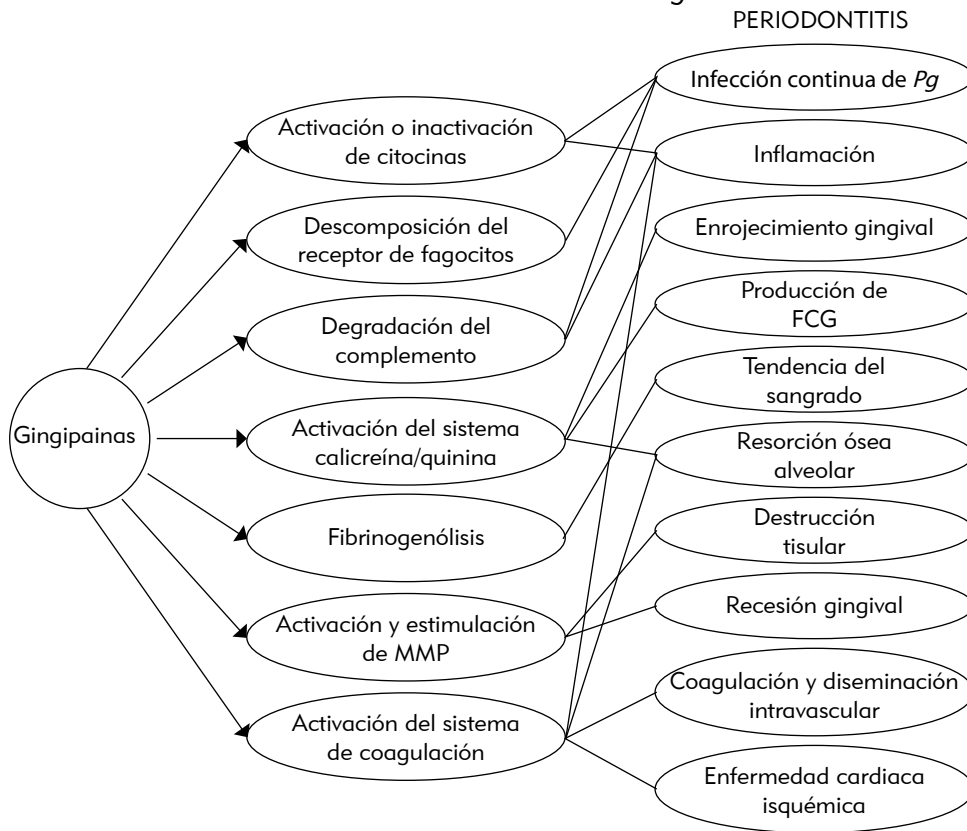 PERIODONTITIS
Gingipainas
Activación o inactivación
de citocinas
Descomposición del
receptor de fagocitos
Degradación del
complemento
Activación del sistema
calicreína/quinina
Fibrinogenólisis
Activación y estimulación
de MMP
Activación del sistema
de coagulación
Infección continua de Pg
Inflamación
Enrojecimiento gingival
Producción de
FCG
Tendencia del
sangrado
Resorción ósea
alveolar
Destrucción
tisular
Recesión gingival
Coagulación y diseminación
intravascular
Enfermedad cardiaca
isquémica